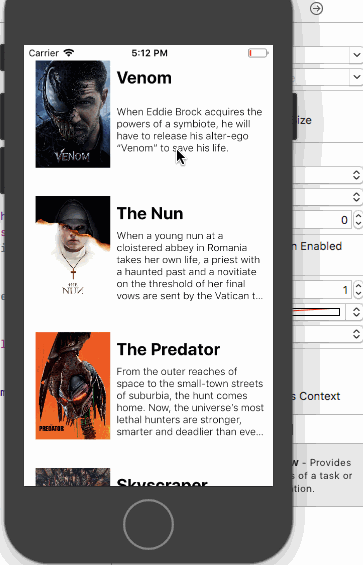 Carrier 5:12 PM
Venom
When Eddie Brock acquires the
powers of a symbiote, he will
have to release his alter-ego
“Venom” to save his life.
VENOM
The Nun
When a young nun at a
cloistered abbey in Romania
takes her own life, a priest with
a haunted past and a novitiate
on the threshold of her final
vows are sent by the Vatican t...
THE NUN
The Predator
From the outer reaches of
space to the small-town streets
of suburbia, the hunt comes
home. Now, the universe’s most
lethal hunters are stronger,
smarter and deadlier than eve...
PREDATOR
Skyscraper
ize
0
n Enabled
1
s Context
w - Provides
s of a task or
tion.